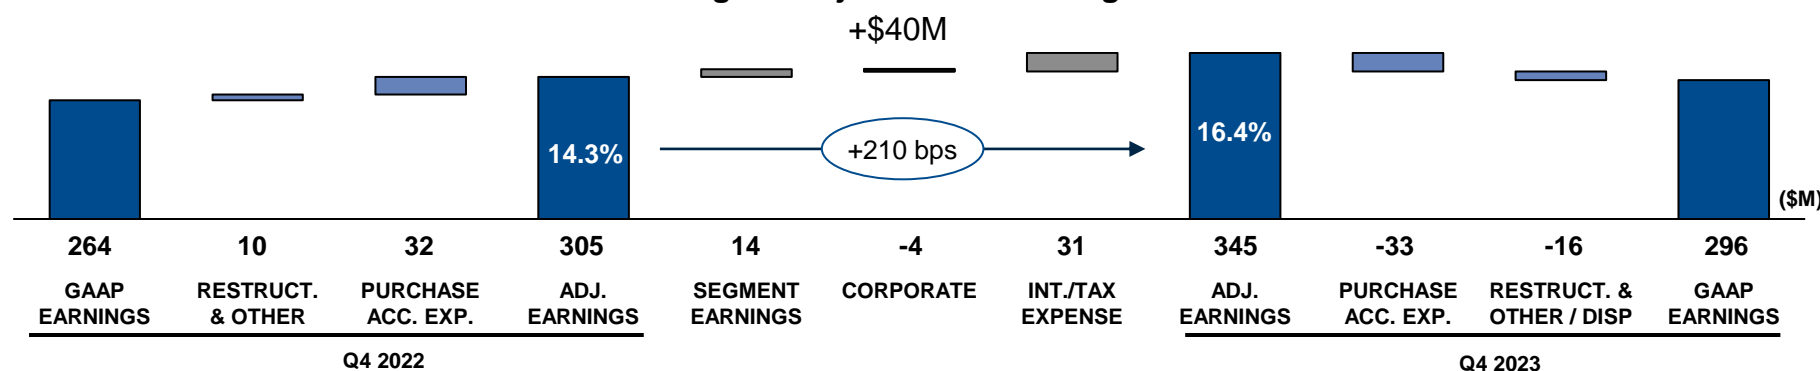 +$40M
14.3%
+210 bps
16.4%
($M)
264 10 32 305 14 -4 31 345 -33 -16 296
GAAP RESTRUCT. PURCHASE ADJ. SEGMENT CORPORATE INT./TAX ADJ. PURCHASE RESTRUCT. & GAAP
EARNINGS & OTHER ACC. EXP. EARNINGS EARNINGS EXPENSE EARNINGS ACC. EXP. OTHER / DISP EARNINGS
Q4 2022 Q4 2023